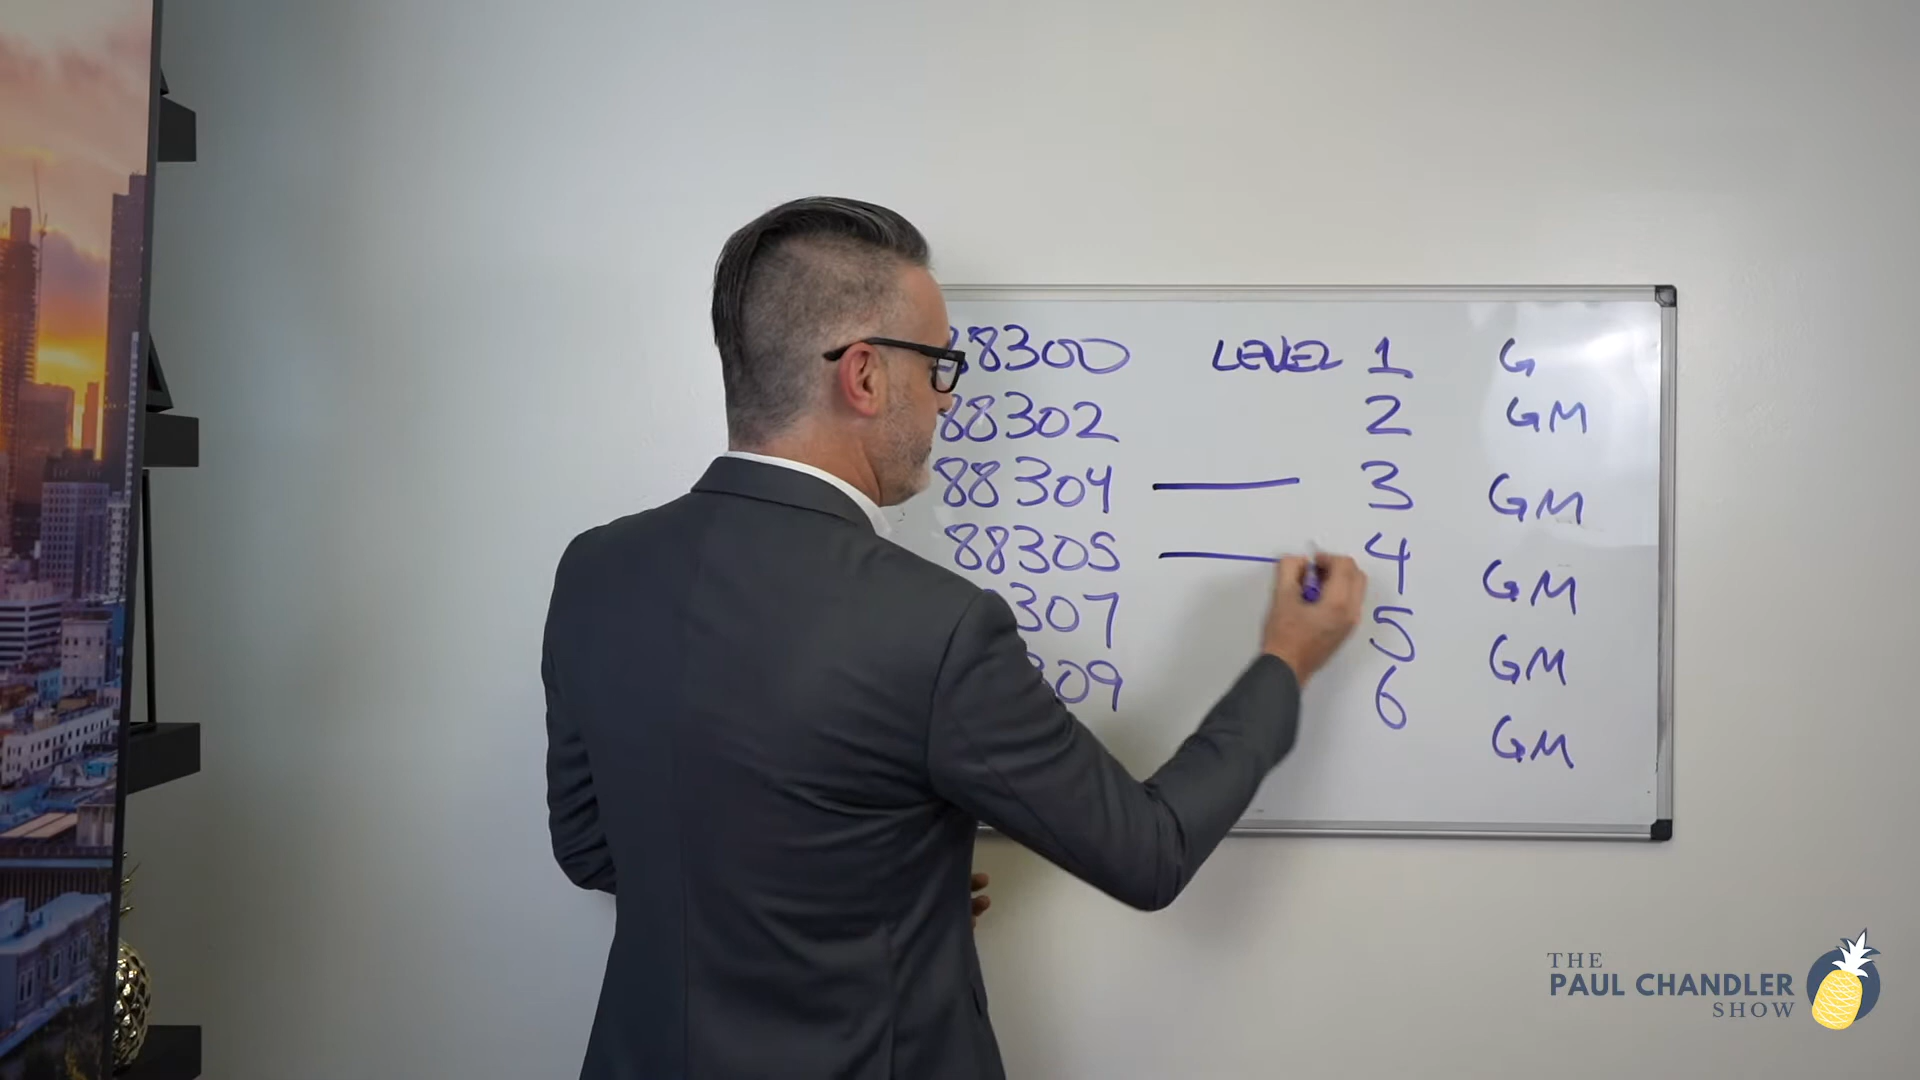 88300 LEVEL 1 G
88302 2 GM
88304 — 3 GM
88305 — 4 GM
307 5 GM
309 6 GM
THE
PAUL CHANDLER
SHOW